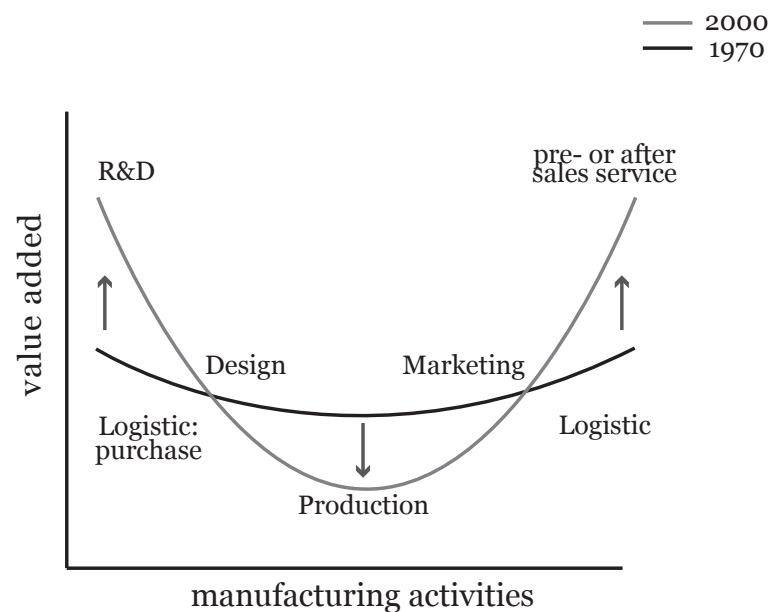 2000
1970
R&D
pre- or after
sales service
value added
Design
Marketing
Logistic:
purchase
Logistic
Production
manufacturing activities